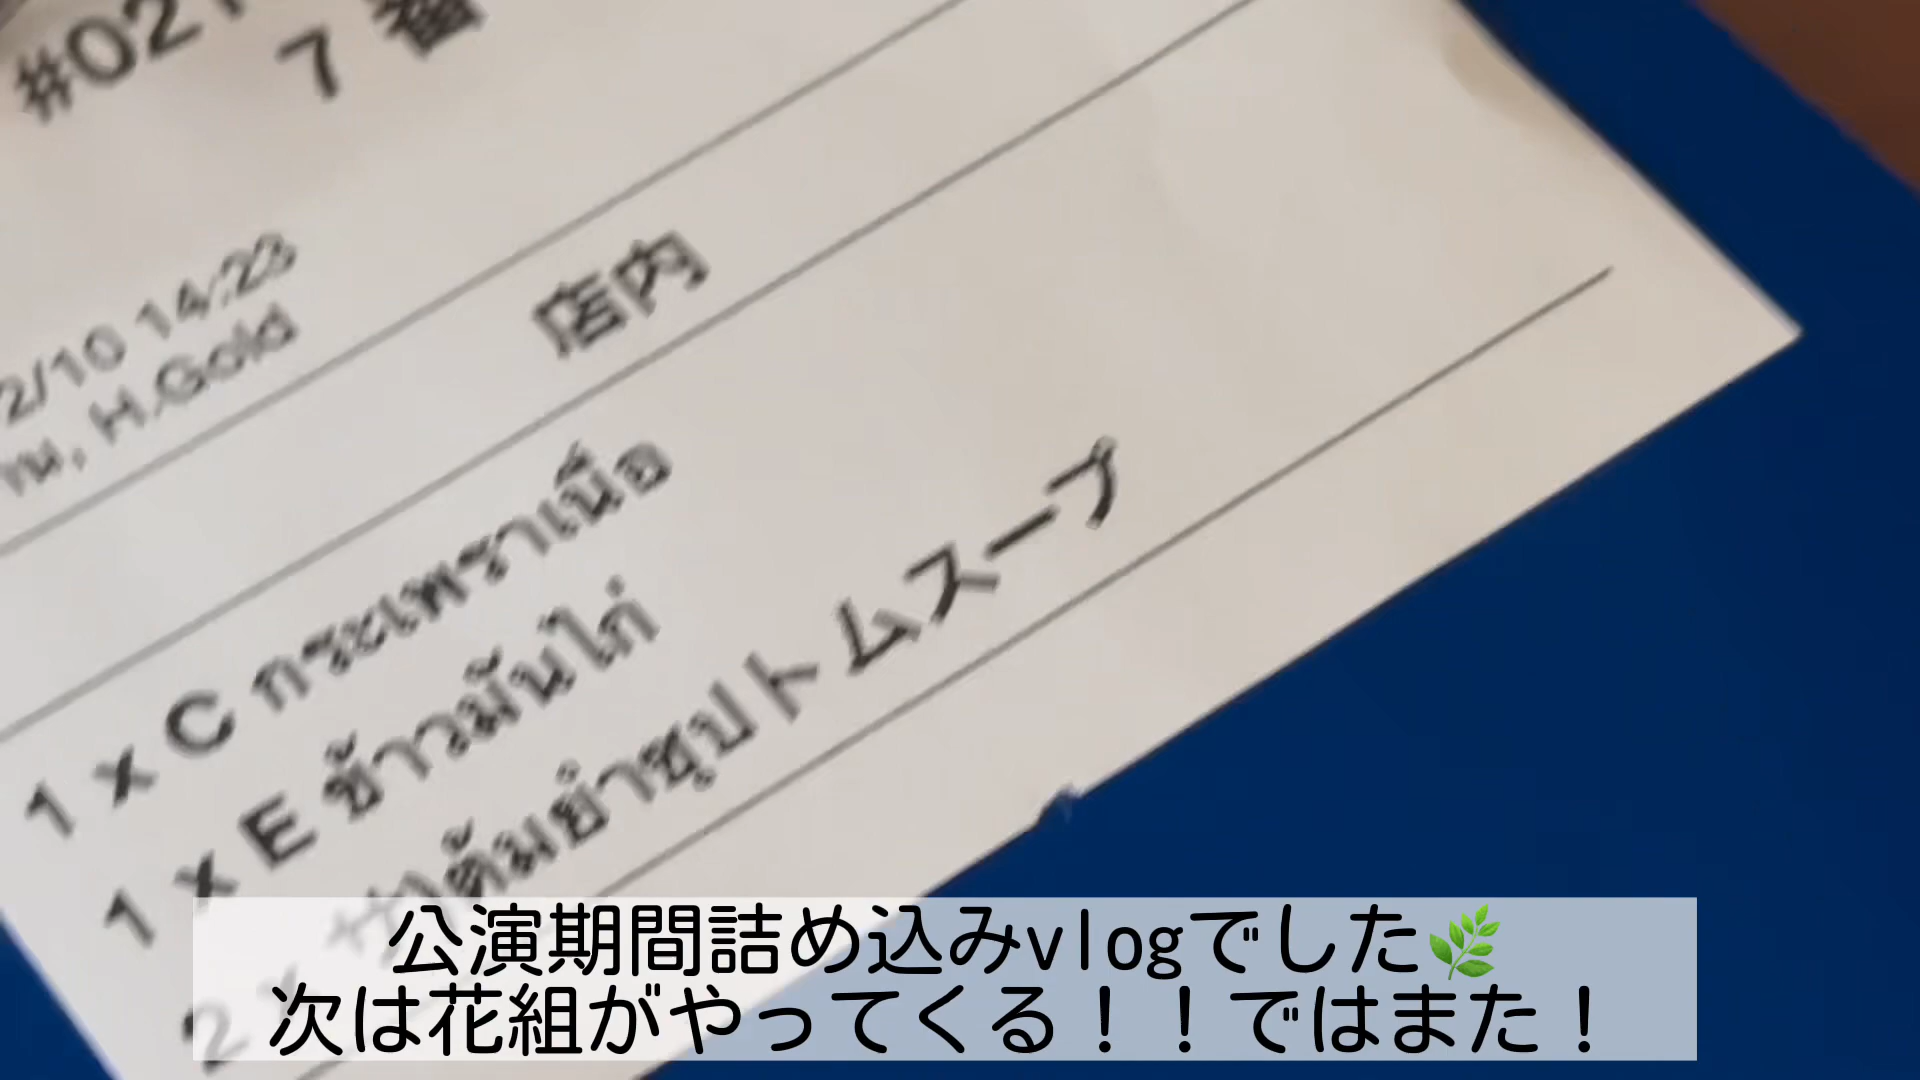 7 番
2/10 14:23
H.Gold
店内
1 x C กระเพราเนื้อ
1 x E ข้าวมันไก่
ต้มยำซุปトムスープ
2 x
公演期間詰め込みvlogでした🌿
次は花組がやってくる！！ではまた！